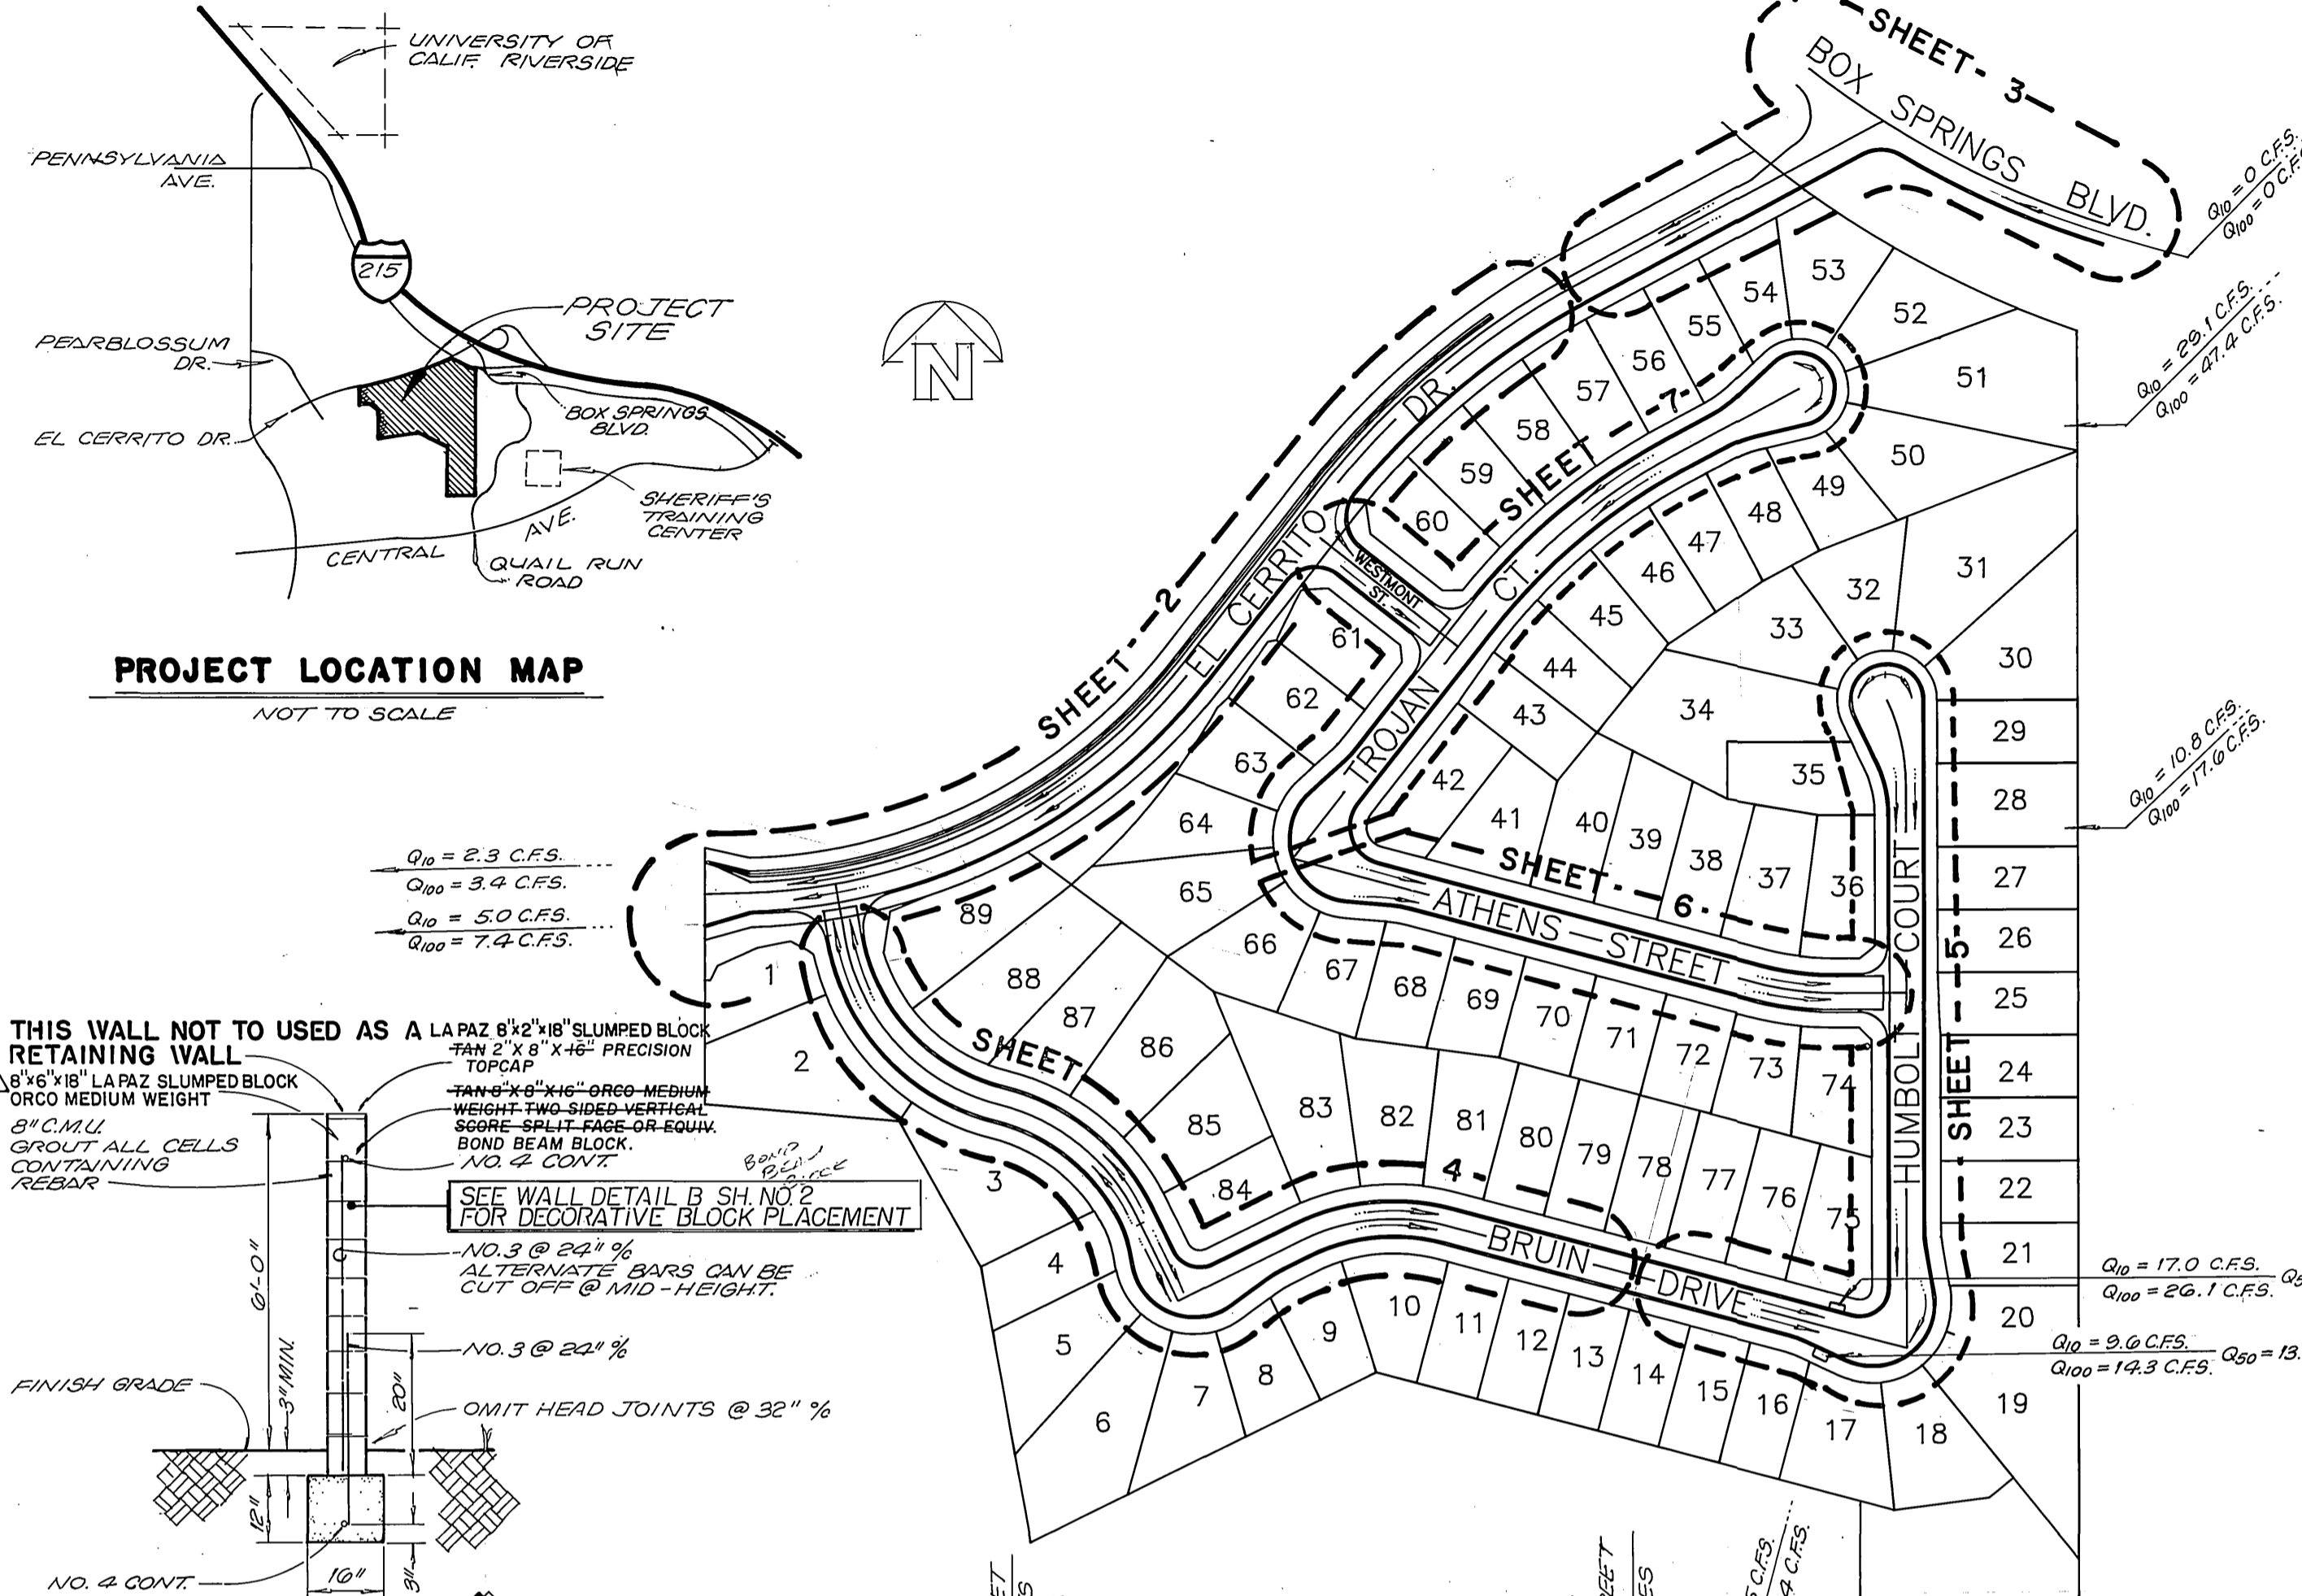 UNIVERSITY OF
CALIF. RIVERSIDE
PENNSYLVANIA
AVE.
215
PROJECT
SITE
PEARBLOSSUM
DR.
EL CERRITO DR.
BOX SPRINGS
BLVD.
SHERIFF'S
TRAINING
CENTER
CENTRAL AVE.
QUAIL RUN
ROAD
PROJECT LOCATION MAP
NOT TO SCALE
N
SHEET - 3
BOX SPRINGS BLVD.
Q10 = 0 C.F.S.
Q100 = 0 C.F.S.
Q100 = 47.4 C.F.S.
Q10 = 10.8 C.F.S.
Q100 = 17.6 C.F.S.
53
54
52
55
56
51
57
58
50
59
49
60
48
47
46
31
45
32
33
61
44
30
62
43
34
29
63
42
35
28
64
41
40
39
38
37
36
27
65
89
66
26
67
25
88
68
69
70
1
87
71
72
73
74
24
2
86
83
82
81
23
85
80
79
78
77
76
75
22
3
84
21
4
10
11
12
13
20
5
9
14
15
16
19
8
7
6
17
18
EL CERRITO DR.
WESTMONT
ST.
TROJAN CT.
ATHENS STREET
HUMBOLT COURT
BRUIN DRIVE
SHEET - 2
SHEET - 7
SHEET - 6
SHEET - 5
SHEET 4
Q10 = 2.3 C.F.S.
Q100 = 3.4 C.F.S.
Q10 = 5.0 C.F.S.
Q100 = 7.4 C.F.S.
Q10 = 17.0 C.F.S.
Q100 = 26.1 C.F.S.
Q10 = 9.6 C.F.S. Q50 = 13.
Q100 = 14.3 C.F.S.
THIS WALL NOT TO USED AS A
RETAINING WALL
LA PAZ 8"x2"x18" SLUMPED BLOCK
TAN 2"X 8"X 16" PRECISION
TOPCAP
8"x6"x18" LA PAZ SLUMPED BLOCK
ORCO MEDIUM WEIGHT
TAN 8"X 8"X16" ORCO MEDIUM
WEIGHT TWO SIDED VERTICAL
SCORE SPLIT FACE OR EQUIV.
BOND BEAM BLOCK.
8" C.M.U.
GROUT ALL CELLS
CONTAINING
REBAR
NO. 4 CONT.
BOND
BEAM
SEE WALL DETAIL B SH. NO. 2
FOR DECORATIVE BLOCK PLACEMENT
NO. 3 @ 24" %
ALTERNATE BARS CAN BE
CUT OFF @ MID-HEIGHT.
6'-0"
NO. 3 @ 24" %
3" MIN.
20"
FINISH GRADE
OMIT HEAD JOINTS @ 32" %
12"
NO. 4 CONT.
16"
3"